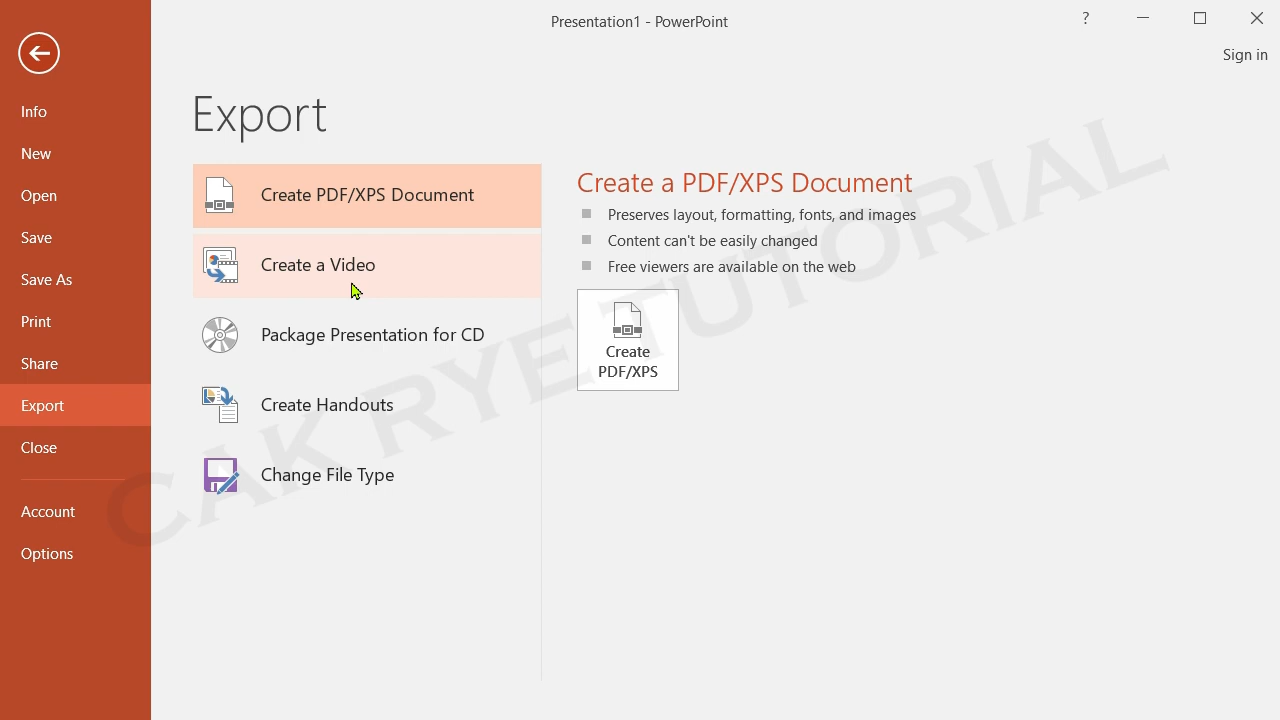 Presentation1 - PowerPoint
?
Sign in
Info
New
Open
Save
Save As
Print
Share
Export
Close
Account
Options
Export
Create PDF/XPS Document
Create a Video
Package Presentation for CD
Create Handouts
Change File Type
Create a PDF/XPS Document
Preserves layout, formatting, fonts, and images
Content can't be easily changed
Free viewers are available on the web
Create
PDF/XPS
CAK RYE TUTORIAL